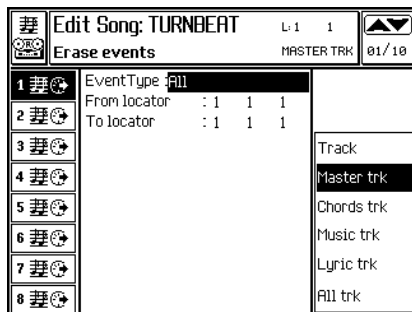 Edit Song: TURNBEAT
L: 1 1
Erase events
MASTER TRK
01/10
EventType :All
From locator : 1 1 1
To locator : 1 1 1
1
2
3
4
5
6
7
8
Track
Master trk
Chords trk
Music trk
Lyric trk
All trk